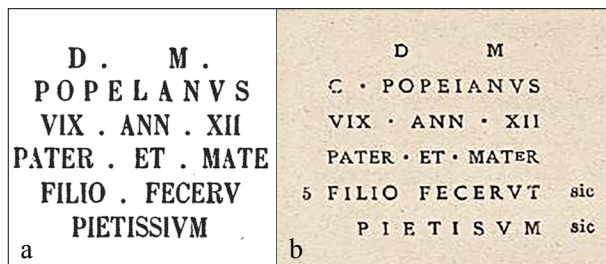 D . M .
POPELANVS
VIX . ANN . XII
PATER . ET . MATE
FILIO . FECERV
PIETISSIVM
a
D M
C · POPEIANVS
VIX · ANN · XII
PATER · ET · MATER
5 FILIO FECERVT sic
PIETISVM sic
b